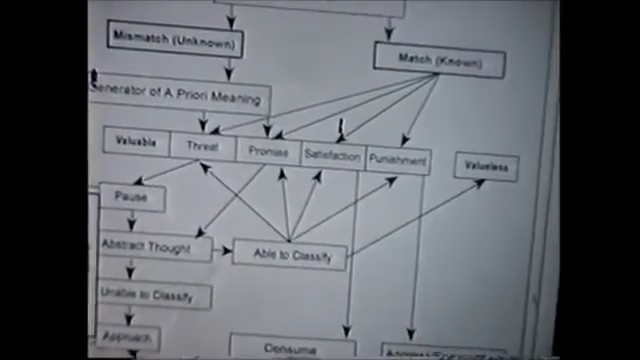 Mismatch (Unknown)
Match (Known)
Generator of A Priori Meaning
Valuable
Threat
Promise
Satisfaction
Punishment
Valueless
Pause
Abstract Thought
Able to Classify
Unable to Classify
Approach
Consume